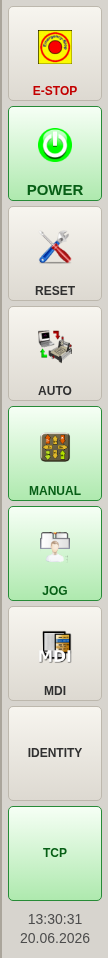 E-STOP
POWER
RESET
AUTO
MANUAL
JOG
MDI
MDI
IDENTITY
TCP
13:30:31
20.06.2026